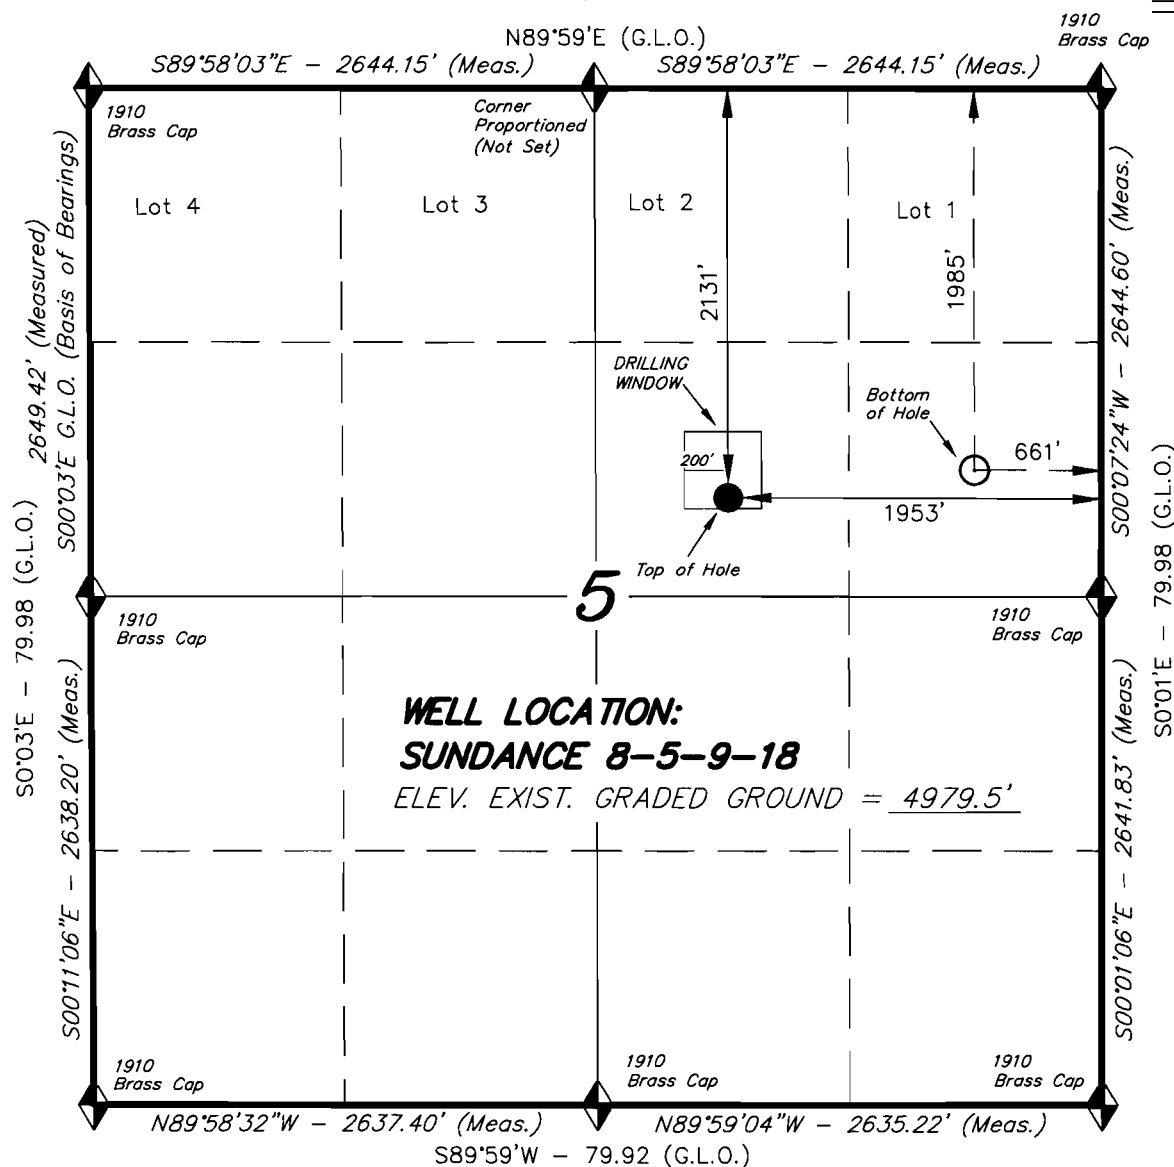 1910
Brass Cap
N89°59'E (G.L.O.)
S89°58'03"E - 2644.15' (Meas.)
S89°58'03"E - 2644.15' (Meas.)
1910
Brass Cap
Corner
Proportioned
(Not Set)
Lot 4
Lot 3
Lot 2
Lot 1
2131'
1985'
S0°03'E - 79.98 (G.L.O.)
2649.42' (Measured)
S00°03'E G.L.O. (Basis of Bearings)
S00°07'24"W - 2644.60' (Meas.)
S0°01'E - 79.98 (G.L.O.)
DRILLING
WINDOW
Bottom
of Hole
200'
661'
1953'
Top of Hole
5
1910
Brass Cap
1910
Brass Cap
WELL LOCATION:
SUNDANCE 8-5-9-18
ELEV. EXIST. GRADED GROUND = 4979.5'
S00°11'06"E - 2638.20' (Meas.)
S00°01'06"E - 2641.83' (Meas.)
1910
Brass Cap
1910
Brass Cap
1910
Brass Cap
N89°58'32"W - 2637.40' (Meas.)
N89°59'04"W - 2635.22' (Meas.)
S89°59'W - 79.92 (G.L.O.)